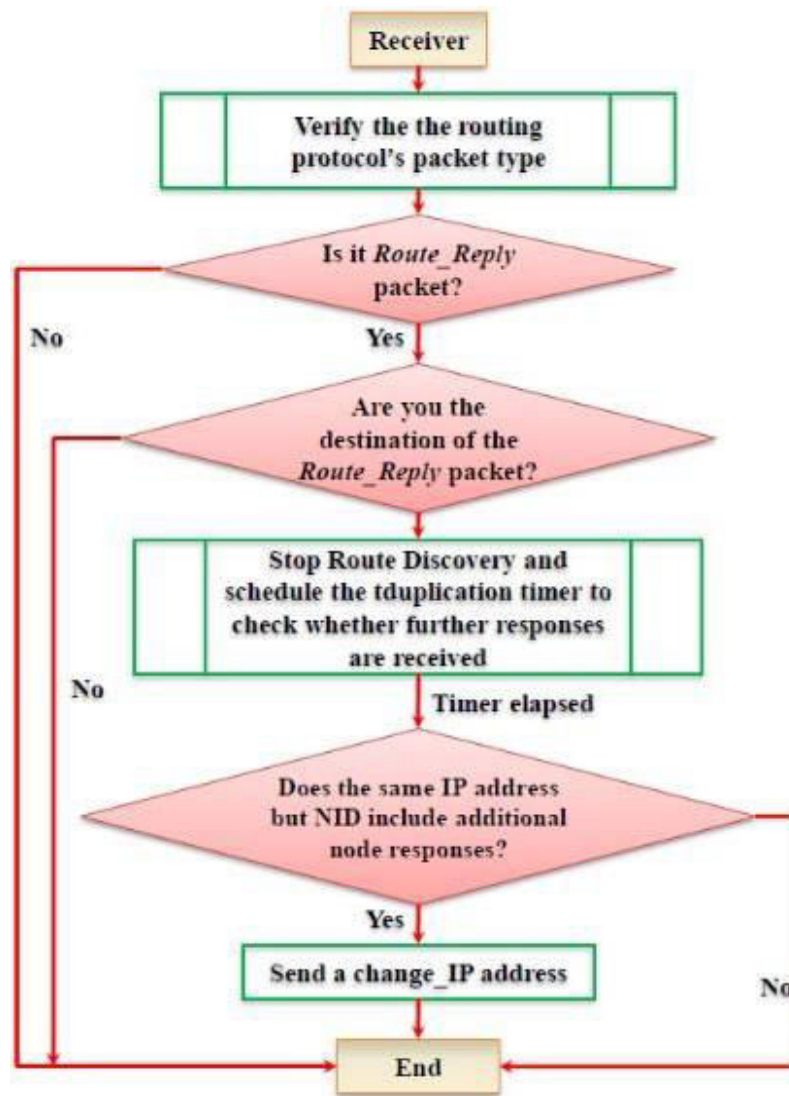 Receiver
Verify the the routing
protocol's packet type
Is it Route_Reply
packet?
No
Yes
Are you the
destination of the
Route_Reply packet?
Stop Route Discovery and
schedule the tduplication timer to
check whether further responses
are received
No
Timer elapsed
Does the same IP address
but NID include additional
node responses?
Yes
Send a change_IP address
No
End